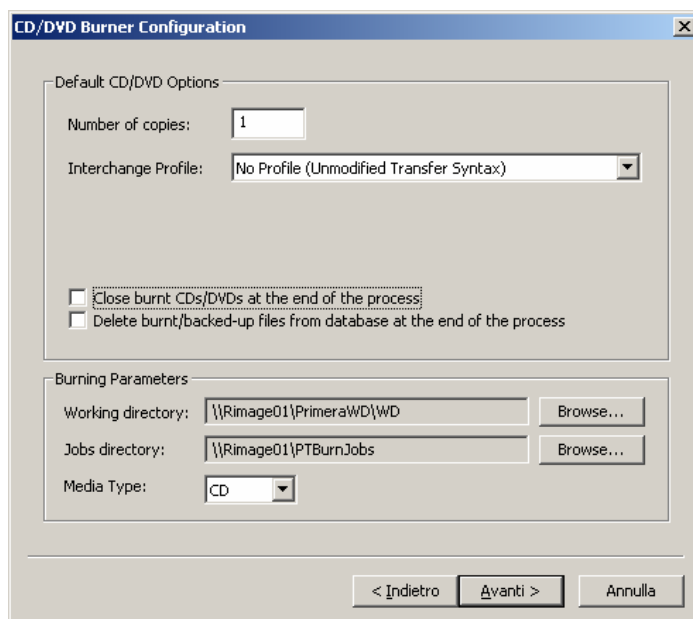 CD/DVD Burner Configuration
Default CD/DVD Options
Number of copies: 1
Interchange Profile: No Profile (Unmodified Transfer Syntax)
Close burnt CDs/DVDs at the end of the process
Delete burnt/backed-up files from database at the end of the process
Burning Parameters
Working directory: \\Rimage01\PrimeraWD\WD Browse...
Jobs directory: \\Rimage01\PTBurnJobs Browse...
Media Type: CD
< Indietro Avanti > Annulla